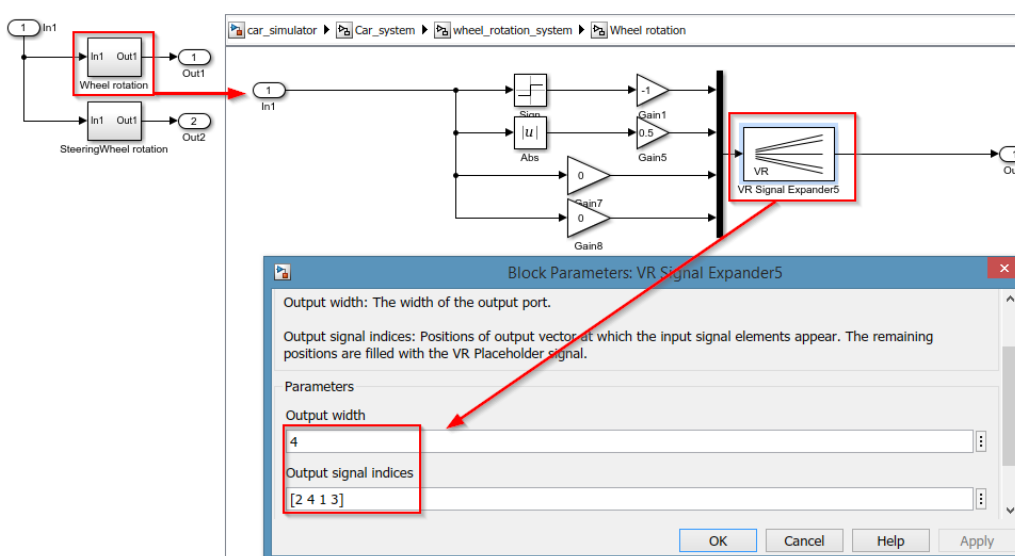 1
In1
In1 Out1
Wheel rotation
1
Out1
In1 Out1
SteeringWheel rotation
2
Out2
car_simulator Car_system wheel_rotation_system Wheel rotation
1
In1
Sign
-1
Gain1
|u|
Abs
0.5
Gain5
0
Gain7
0
Gain8
VR
VR Signal Expander5
1
Ou
Block Parameters: VR Signal Expander5
Output width: The width of the output port.
Output signal indices: Positions of output vector at which the input signal elements appear. The remaining
positions are filled with the VR Placeholder signal.
Parameters
Output width
4
Output signal indices
[2 4 1 3]
OK Cancel Help Apply